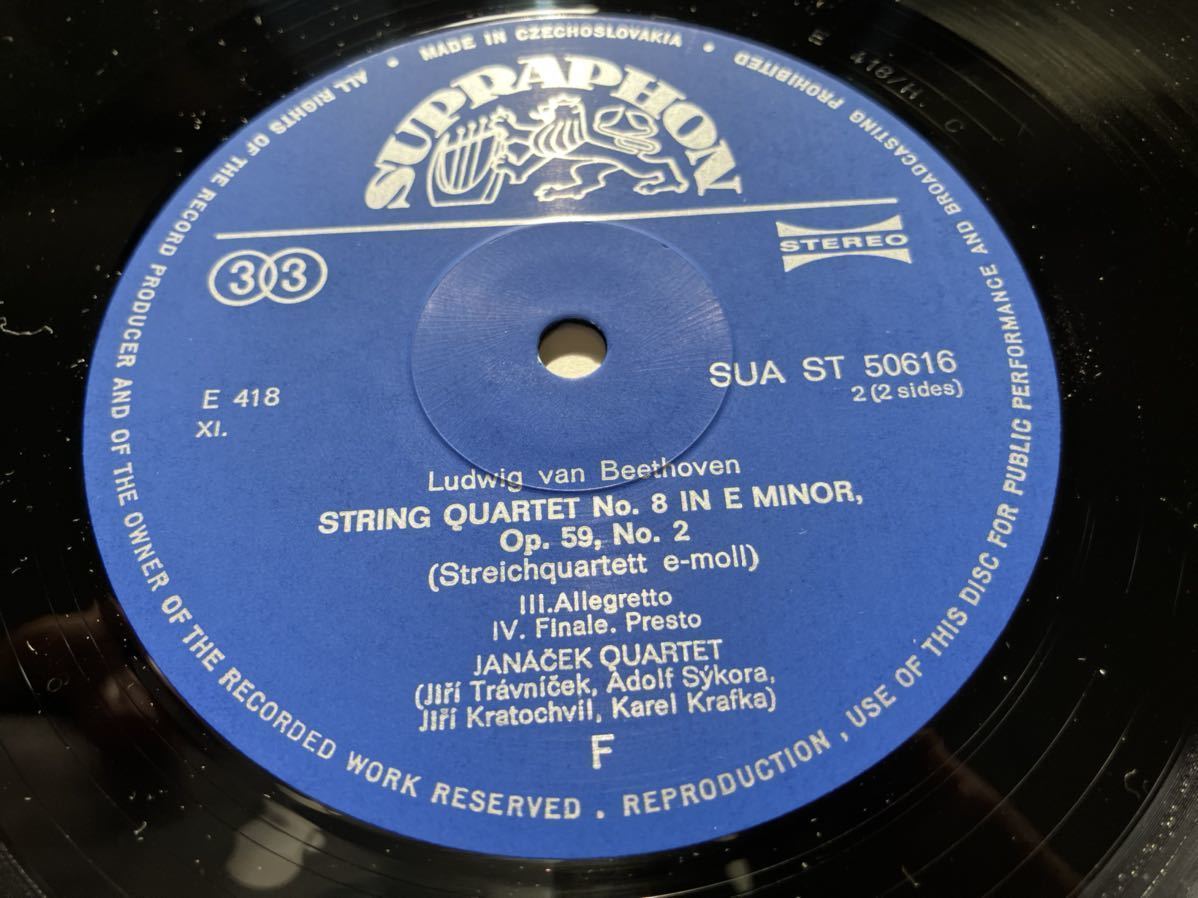 MADE IN CZECHOSLOVAKIA •
SUPRAPHON
33
STEREO
E 418
XI.
SUA ST 50616
2 (2 sides)
Ludwig van Beethoven
STRING QUARTET No. 8 IN E MINOR,
Op. 59, No. 2
(Streichquartett e-moll)
III. Allegretto
IV. Finale. Presto
JANÁČEK QUARTET
(Jiří Trávníček, Adolf Sýkora,
Jiří Kratochvíl, Karel Krafka)
F
ALL RIGHTS OF THE RECORD PRODUCER AND OF THE OWNER OF THE RECORDED WORK RESERVED . REPRODUCTION , USE OF THIS DISC FOR PUBLIC PERFORMANCE AND BROADCASTING PROHIBITED •
E 418/H. C